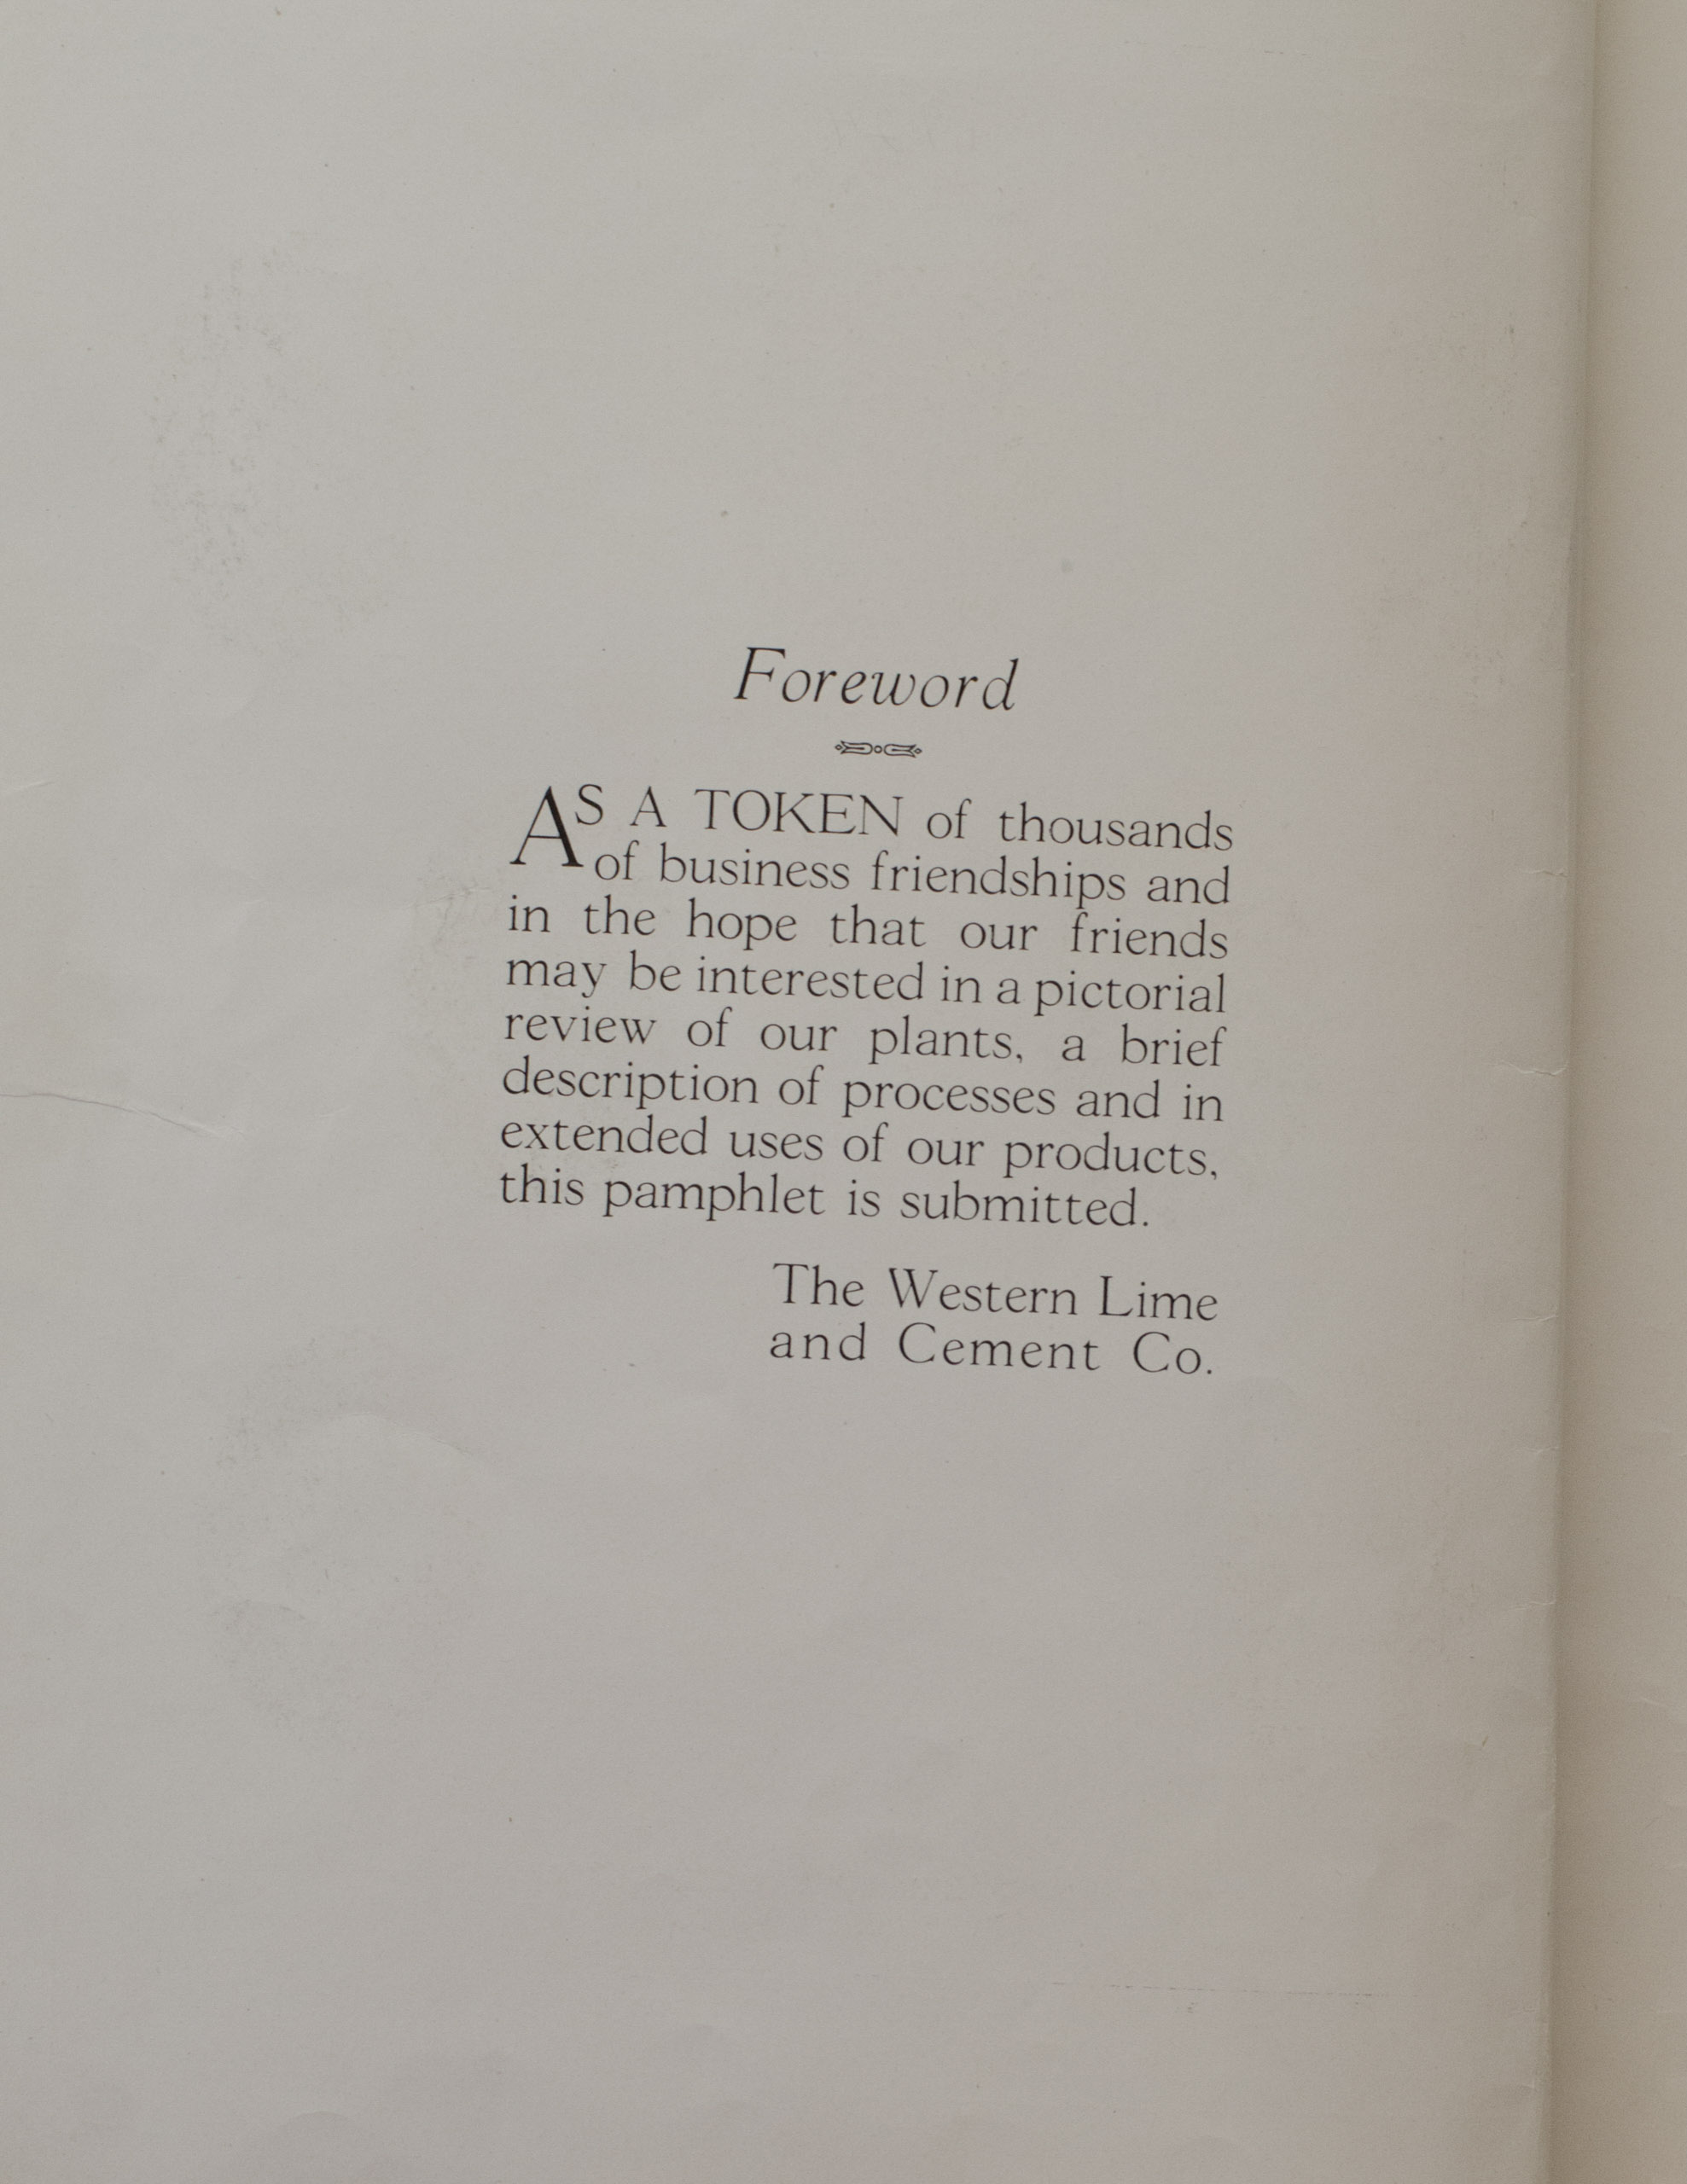 Foreword
AS A TOKEN of thousands
of business friendships and
in the hope that our friends
may be interested in a pictorial
review of our plants, a brief
description of processes and in
extended uses of our products,
this pamphlet is submitted.
The Western Lime
and Cement Co.